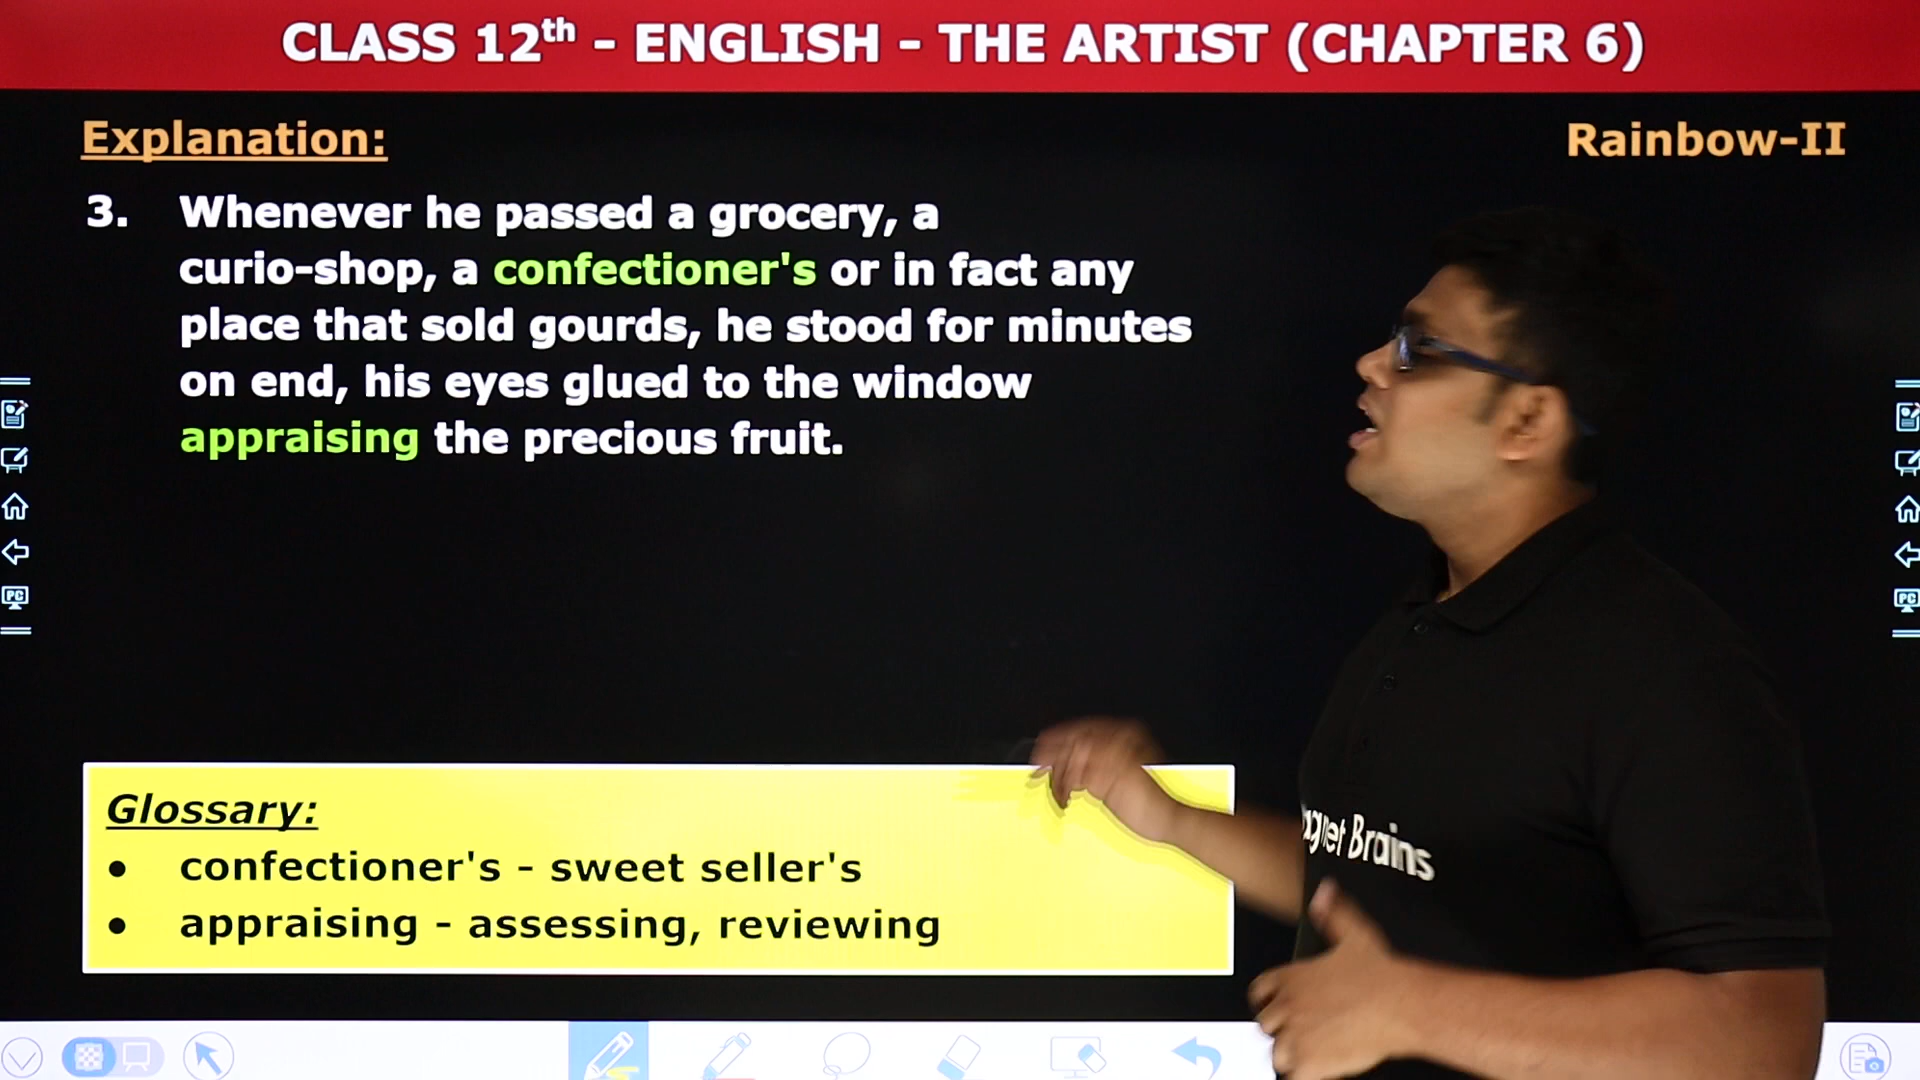 CLASS 12th - ENGLISH - THE ARTIST (CHAPTER 6)
Explanation:
Rainbow-II
3. Whenever he passed a grocery, a
curio-shop, a confectioner's or in fact any
place that sold gourds, he stood for minutes
on end, his eyes glued to the window
appraising the precious fruit.
Glossary:
• confectioner's - sweet seller's
• appraising - assessing, reviewing
Brains
PC
PC